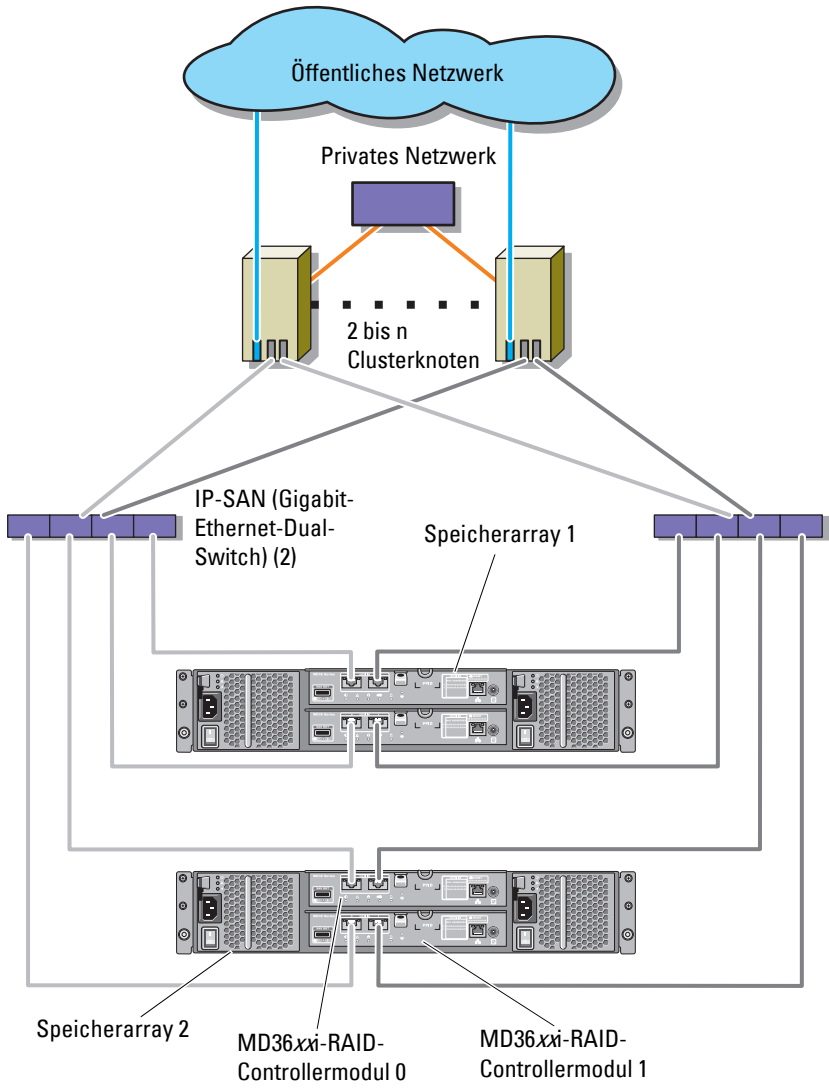 Öffentliches Netzwerk
Privates Netzwerk
2 bis n
Clusterknoten
IP-SAN (Gigabit-
Ethernet-Dual-
Switch) (2)
Speicherarray 1
Speicherarray 2
MD36xxi-RAID-
Controllermodul 0
MD36xxi-RAID-
Controllermodul 1